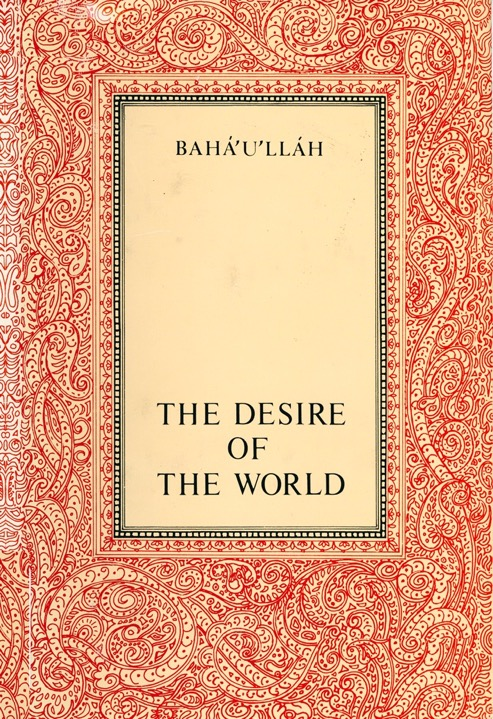 BAHÁ'U'LLÁH
THE DESIRE
OF
THE WORLD